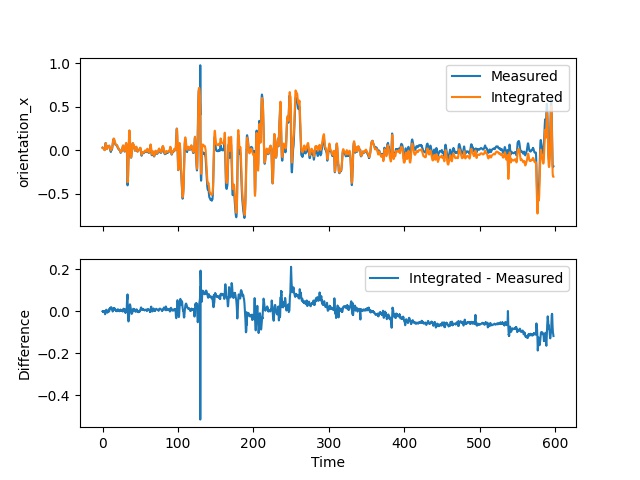 1.0
0.5
0.0
−0.5
orientation_x
Measured
Integrated
0.2
0.0
−0.2
−0.4
Difference
Integrated - Measured
0 100 200 300 400 500 600
Time